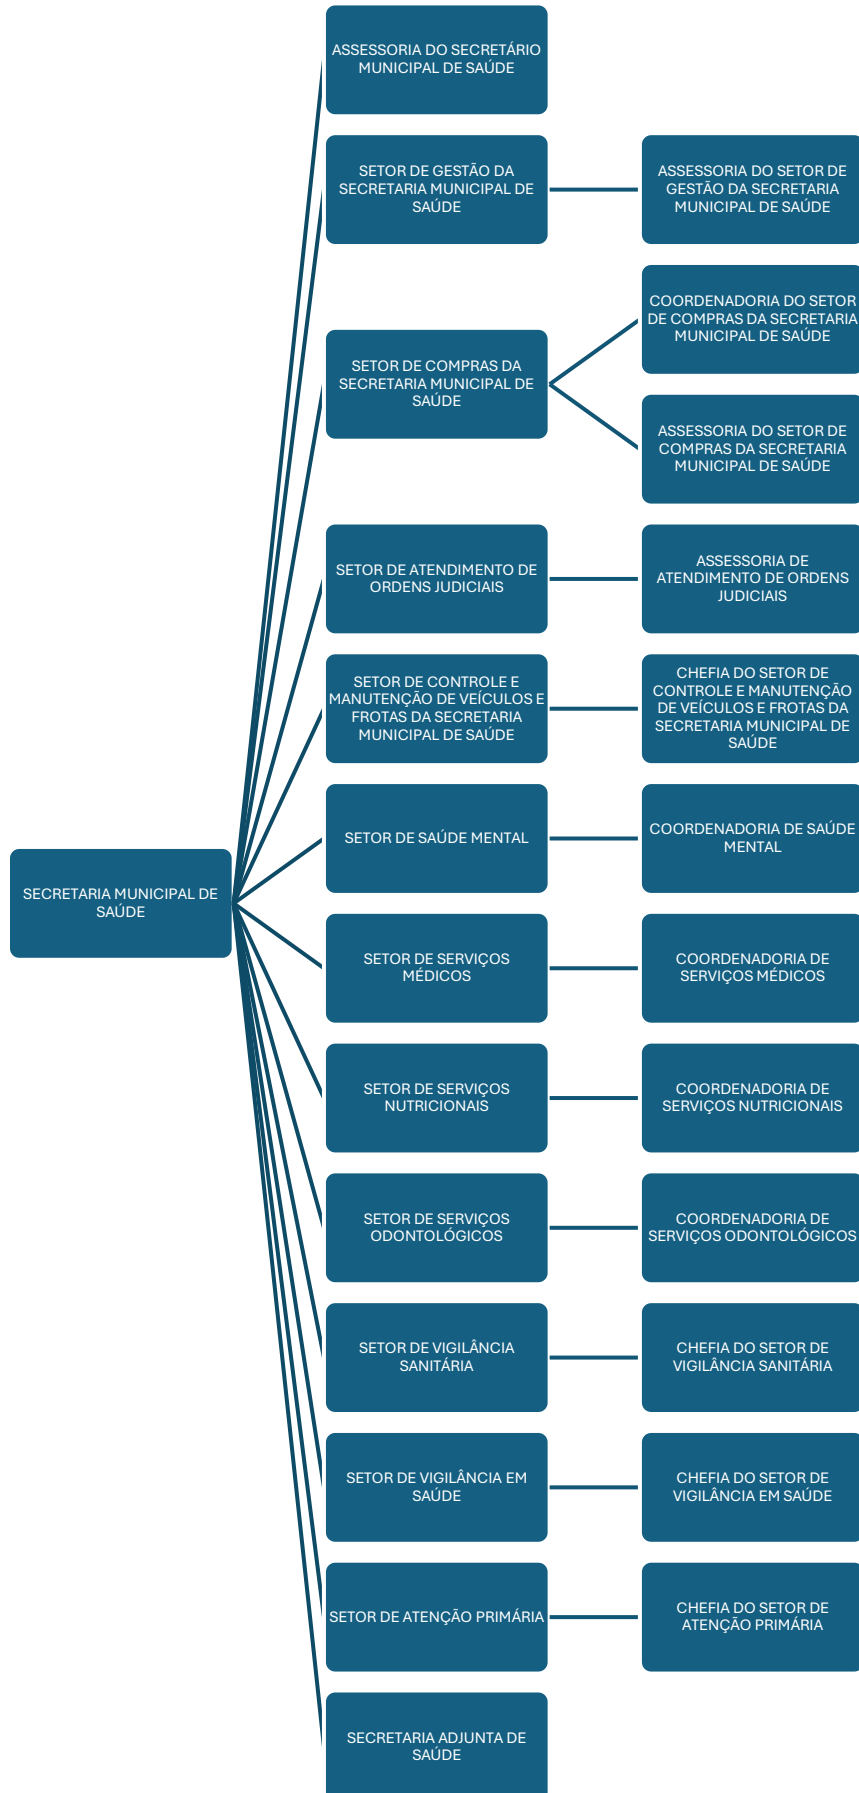 ASSESSORIA DO SECRETÁRIO
MUNICIPAL DE SAÚDE
SETOR DE GESTÃO DA
SECRETARIA MUNICIPAL DE
SAÚDE
ASSESSORIA DO SETOR DE
GESTÃO DA SECRETARIA
MUNICIPAL DE SAÚDE
SETOR DE COMPRAS DA
SECRETARIA MUNICIPAL DE
SAÚDE
COORDENADORIA DO SETOR
DE COMPRAS DA SECRETARIA
MUNICIPAL DE SAÚDE
ASSESSORIA DO SETOR DE
COMPRAS DA SECRETARIA
MUNICIPAL DE SAÚDE
SETOR DE ATENDIMENTO DE
ORDENS JUDICIAIS
ASSESSORIA DE
ATENDIMENTO DE ORDENS
JUDICIAIS
SETOR DE CONTROLE E
MANUTENÇÃO DE VEÍCULOS E
FROTAS DA SECRETARIA
MUNICIPAL DE SAÚDE
CHEFIA DO SETOR DE
CONTROLE E MANUTENÇÃO
DE VEÍCULOS E FROTAS DA
SECRETARIA MUNICIPAL DE
SAÚDE
SETOR DE SAÚDE MENTAL
COORDENADORIA DE SAÚDE
MENTAL
SECRETARIA MUNICIPAL DE
SAÚDE
SETOR DE SERVIÇOS
MÉDICOS
COORDENADORIA DE
SERVIÇOS MÉDICOS
SETOR DE SERVIÇOS
NUTRICIONAIS
COORDENADORIA DE
SERVIÇOS NUTRICIONAIS
SETOR DE SERVIÇOS
ODONTOLÓGICOS
COORDENADORIA DE
SERVIÇOS ODONTOLÓGICOS
SETOR DE VIGILÂNCIA
SANITÁRIA
CHEFIA DO SETOR DE
VIGILÂNCIA SANITÁRIA
SETOR DE VIGILÂNCIA EM
SAÚDE
CHEFIA DO SETOR DE
VIGILÂNCIA EM SAÚDE
SETOR DE ATENÇÃO PRIMÁRIA
CHEFIA DO SETOR DE
ATENÇÃO PRIMÁRIA
SECRETARIA ADJUNTA DE
SAÚDE